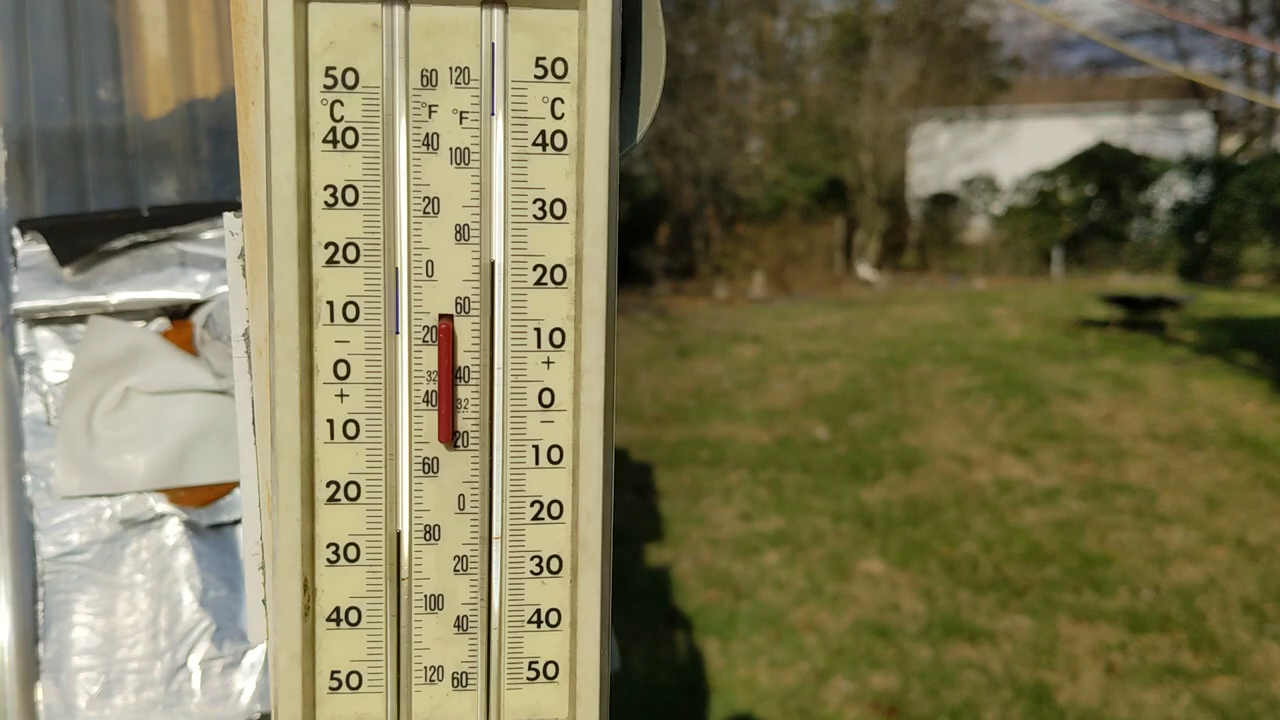 50 60 120 50
°C °F °F °C
40 40 100 40
30 20 30
20 0 80 20
10 20 60 10
− +
0 32 40 0
+ 40 32 −
10 60 20 10
20 0 20
30 80 20 30
40 100 40 40
50 120 60 50